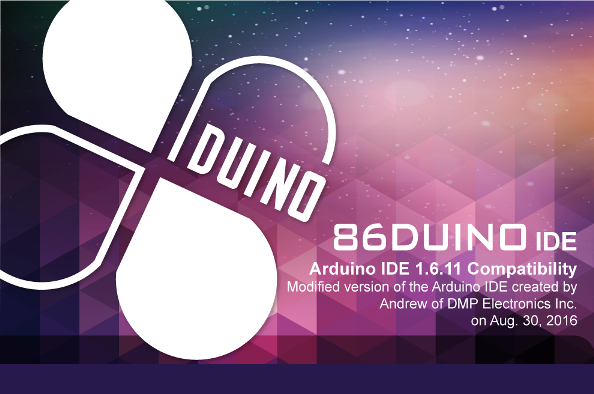 DUINO
86DUINO IDE
Arduino IDE 1.6.11 Compatibility
Modified version of the Arduino IDE created by
Andrew of DMP Electronics Inc.
on Aug. 30, 2016